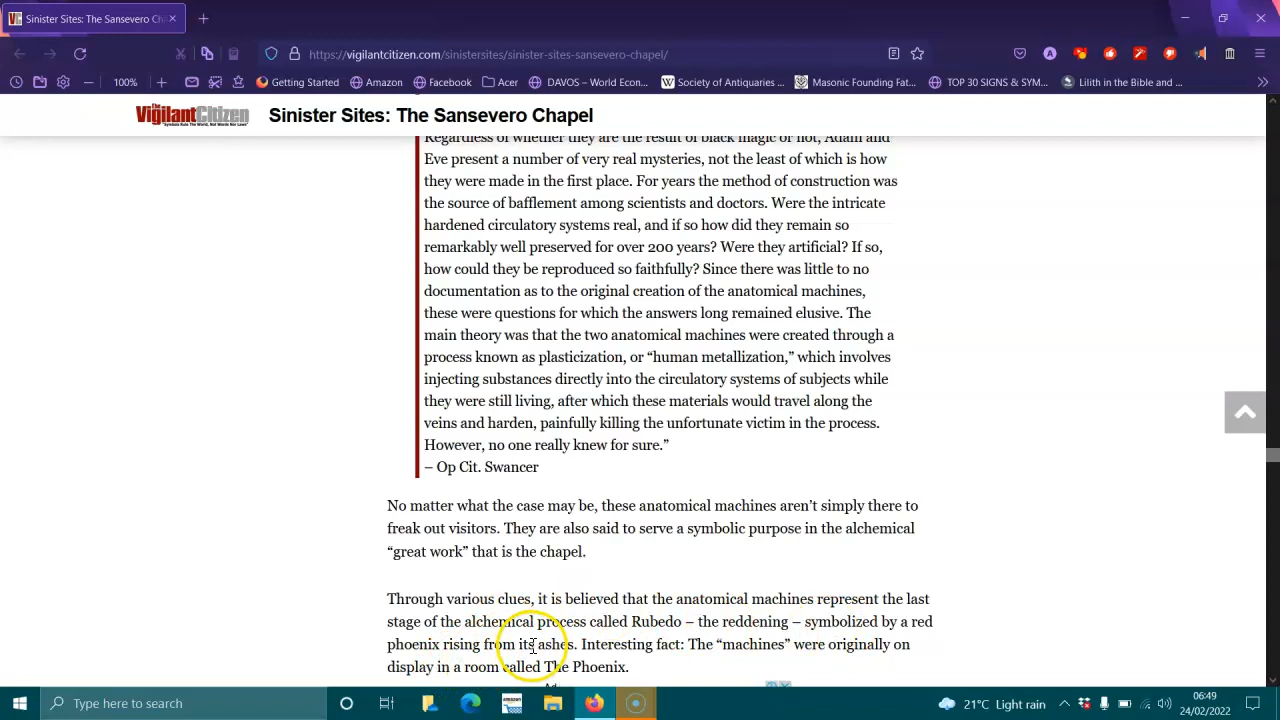 Sinister Sites: The Sansevero Cha
https://vigilantcitizen.com/sinistersites/sinister-sites-sansevero-chapel/
100%
Getting Started
Amazon
Facebook
Acer
DAVOS – World Econ...
Society of Antiquaries ...
Masonic Founding Fat...
TOP 30 SIGNS & SYM...
Lilith in the Bible and ...
The VigilantCitizen
"Symbols Rule The World, Not Words Nor Laws"
Sinister Sites: The Sansevero Chapel
Regardless of whether they are the result of black magic or not, Adam and
Eve present a number of very real mysteries, not the least of which is how
they were made in the first place. For years the method of construction was
the source of bafflement among scientists and doctors. Were the intricate
hardened circulatory systems real, and if so how did they remain so
remarkably well preserved for over 200 years? Were they artificial? If so,
how could they be reproduced so faithfully? Since there was little to no
documentation as to the original creation of the anatomical machines,
these were questions for which the answers long remained elusive. The
main theory was that the two anatomical machines were created through a
process known as plasticization, or “human metallization,” which involves
injecting substances directly into the circulatory systems of subjects while
they were still living, after which these materials would travel along the
veins and harden, painfully killing the unfortunate victim in the process.
However, no one really knew for sure.”
– Op Cit. Swancer
No matter what the case may be, these anatomical machines aren’t simply there to
freak out visitors. They are also said to serve a symbolic purpose in the alchemical
“great work” that is the chapel.
Through various clues, it is believed that the anatomical machines represent the last
stage of the alchemical process called Rubedo – the reddening – symbolized by a red
phoenix rising from its ashes. Interesting fact: The “machines” were originally on
display in a room called The Phoenix.
Type here to search
amazon
21°C Light rain
06:49
24/02/2022